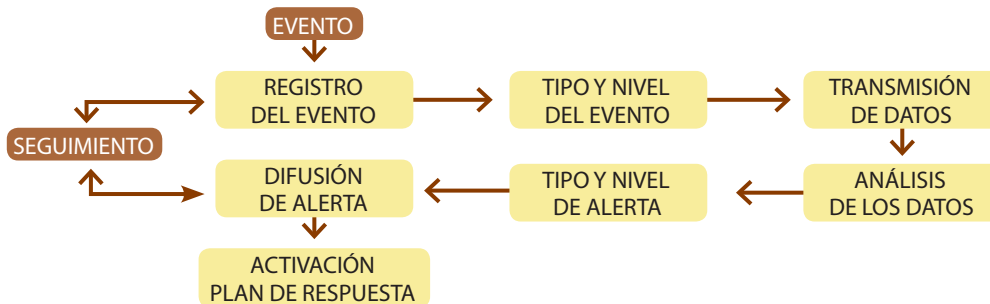 EVENTO
REGISTRO
DEL EVENTO
TIPO Y NIVEL
DEL EVENTO
TRANSMISIÓN
DE DATOS
SEGUIMIENTO
DIFUSIÓN
DE ALERTA
TIPO Y NIVEL
DE ALERTA
ANÁLISIS
DE LOS DATOS
ACTIVACIÓN
PLAN DE RESPUESTA